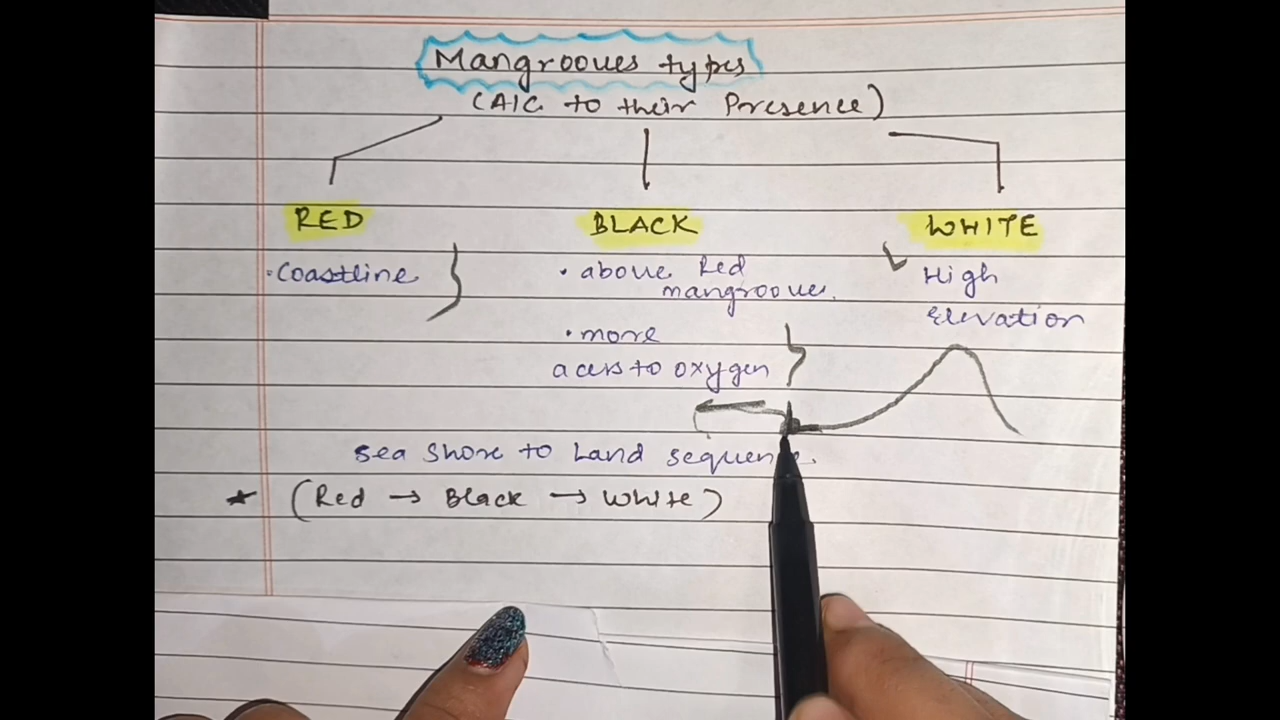 Mangrooves types
(A/C to their Presence)
RED
BLACK
WHITE
• Coastline
• above Red
mangroove.
High
Elevation
• more
acess to oxygen
sea shore to Land sequence.
(Red → Black → White)